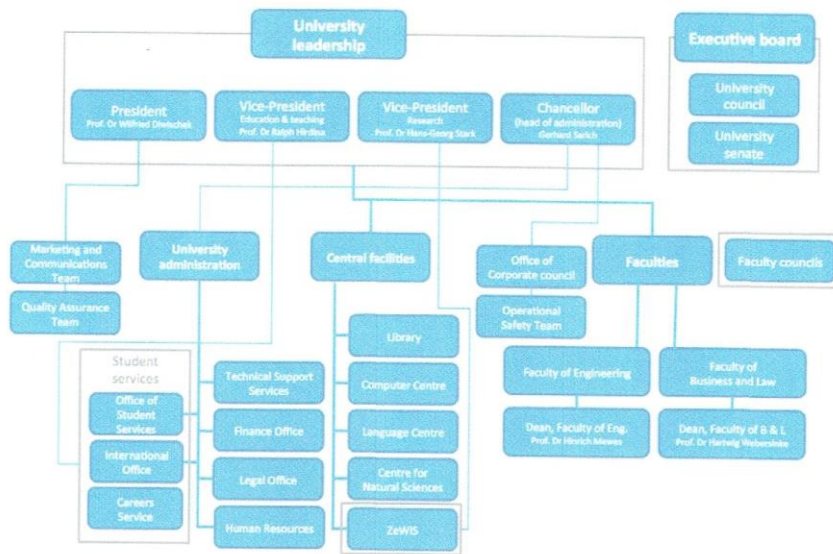 University
leadership
Executive board
President
Prof. Dr Wilfried Diwischek
Vice-President
Education & teaching
Prof. Dr Ralph Hirdina
Vice-President
Research
Prof. Dr Hans-Georg Stark
Chancellor
(head of administration)
Gerhard Sarich
University
council
University
senate
Marketing and
Communications
Team
Quality Assurance
Team
University
administration
Central facilities
Office of
Corporate council
Operational
Safety Team
Faculties
Faculty councils
Student
services
Office of
Student
Services
International
Office
Careers
Service
Technical Support
Services
Finance Office
Legal Office
Human Resources
Library
Computer Centre
Language Centre
Centre for
Natural Sciences
ZeWIS
Faculty of Engineering
Faculty of
Business and Law
Dean, Faculty of Eng.
Prof. Dr Hinrich Mewes
Dean, Faculty of B & L
Prof. Dr Hartwig Webersinke